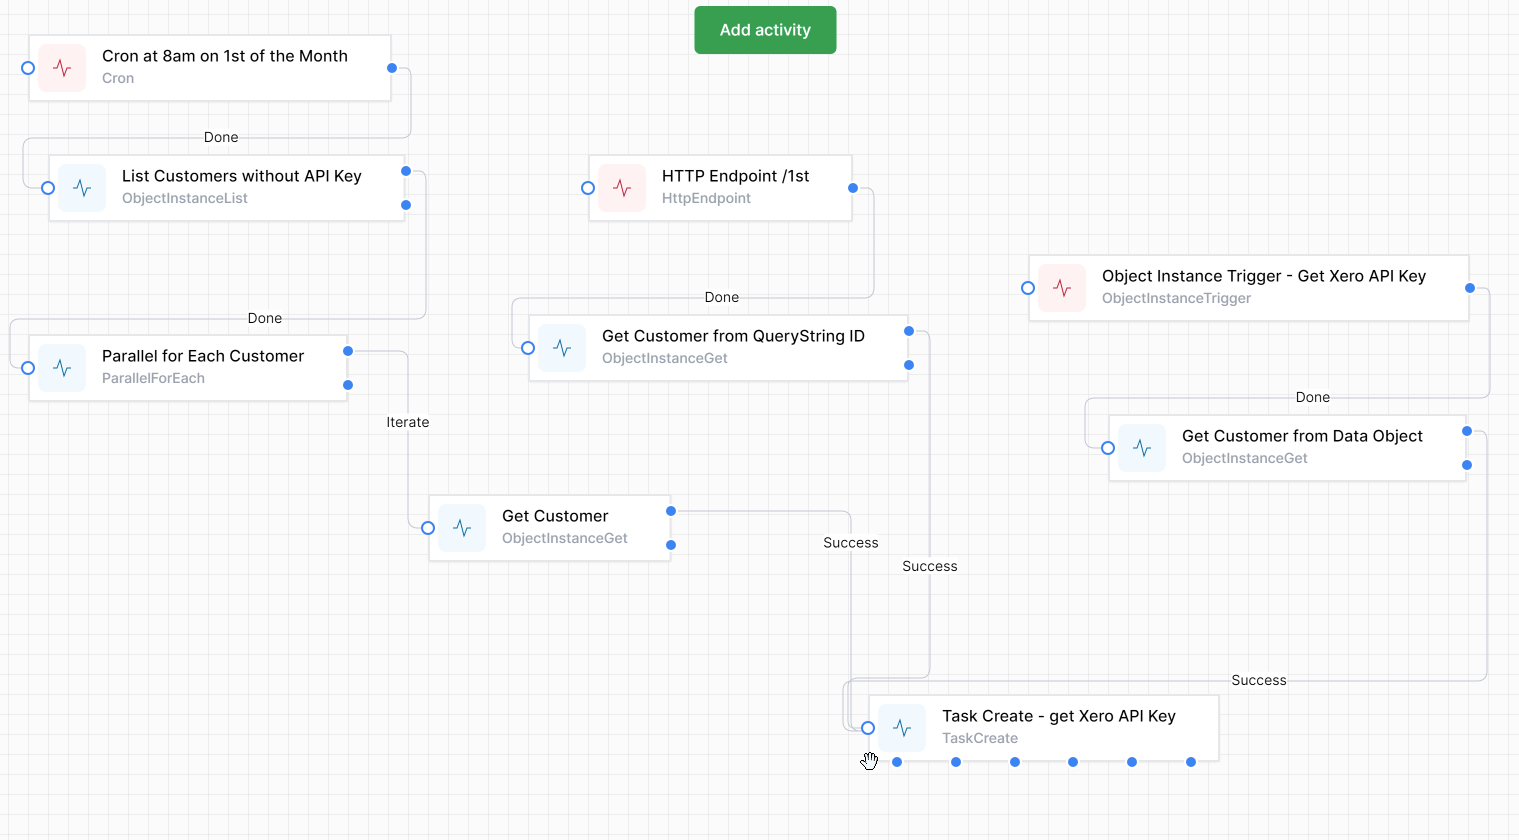 Add activity
Cron at 8am on 1st of the Month
Cron
Done
List Customers without API Key
ObjectInstanceList
HTTP Endpoint /1st
HttpEndpoint
Object Instance Trigger - Get Xero API Key
ObjectInstanceTrigger
Done
Done
Get Customer from QueryString ID
ObjectInstanceGet
Parallel for Each Customer
ParallelForEach
Done
Iterate
Get Customer from Data Object
ObjectInstanceGet
Get Customer
ObjectInstanceGet
Success
Success
Success
Task Create - get Xero API Key
TaskCreate